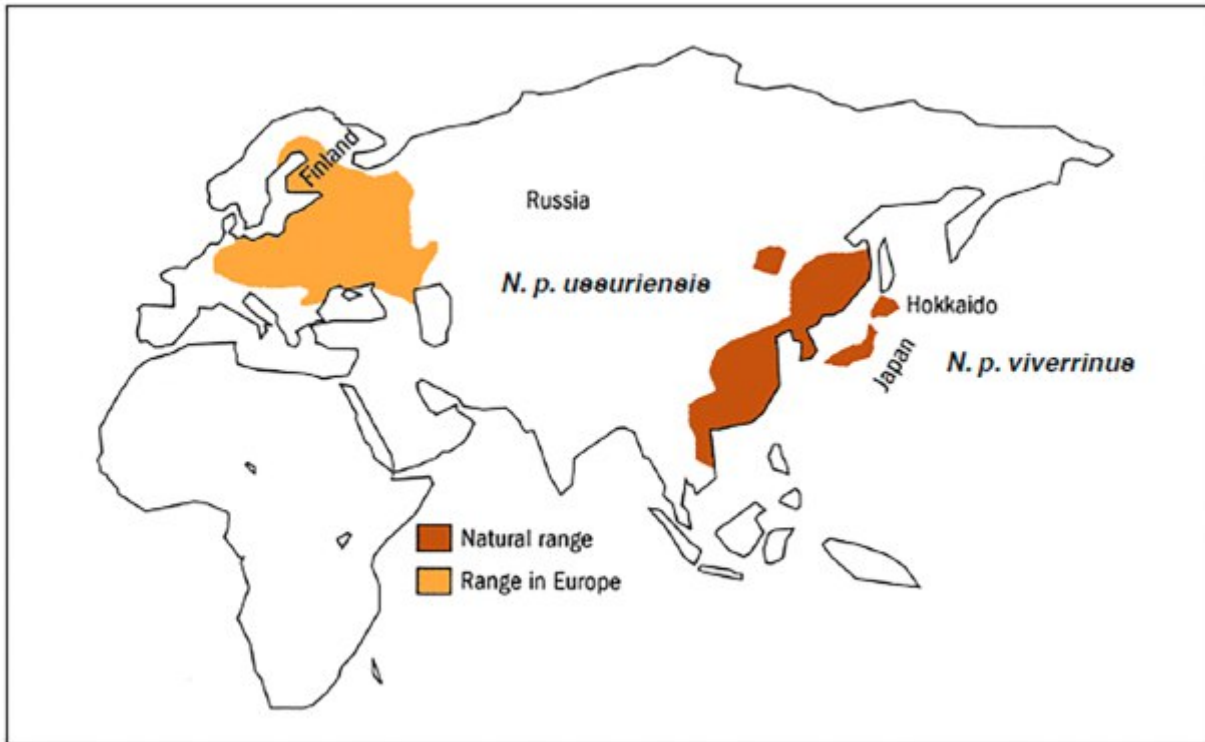 Finland
Russia
N. p. ussuriensis
Hokkaido
Japan
N. p. viverrinus
Natural range
Range in Europe